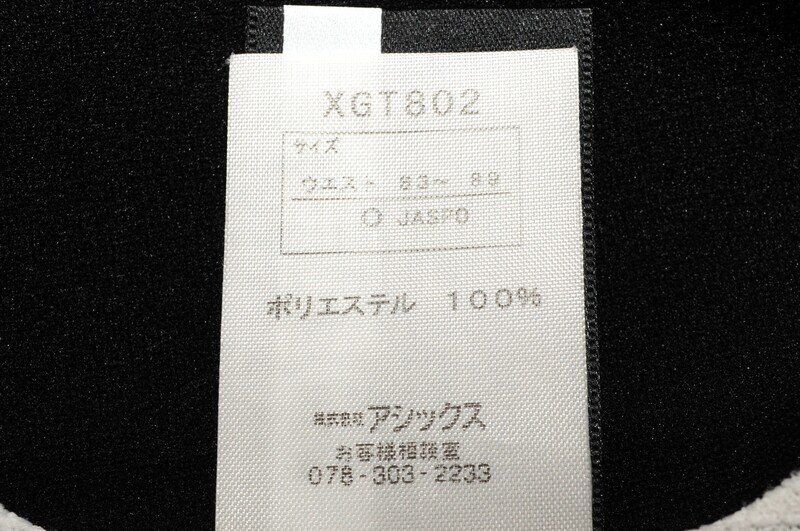 XGT802
サイズ
ウエスト 83～ 89
○ JASPO
ポリエステル 100%
株式会社アシックス
お客様相談室
078-303-2233